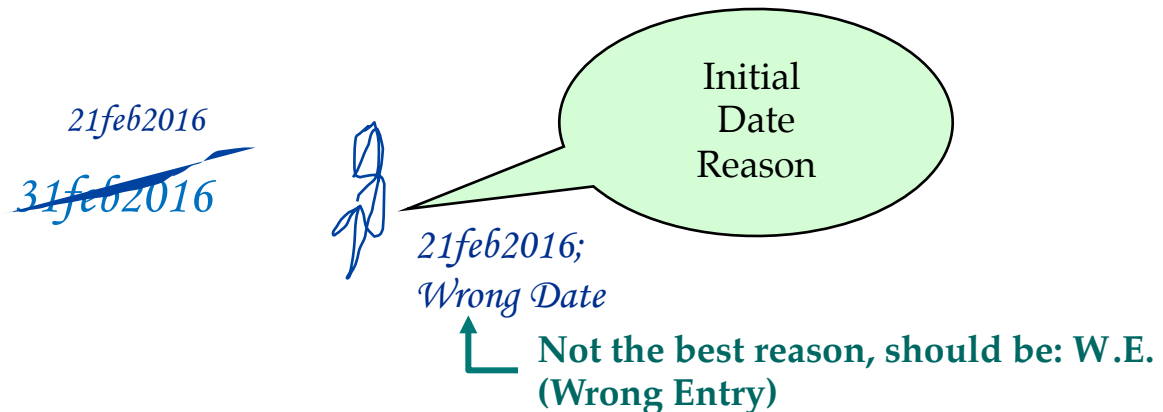 Initial
Date
Reason
21feb2016
31feb2016
21feb2016;
Wrong Date
Not the best reason, should be: W.E.
(Wrong Entry)